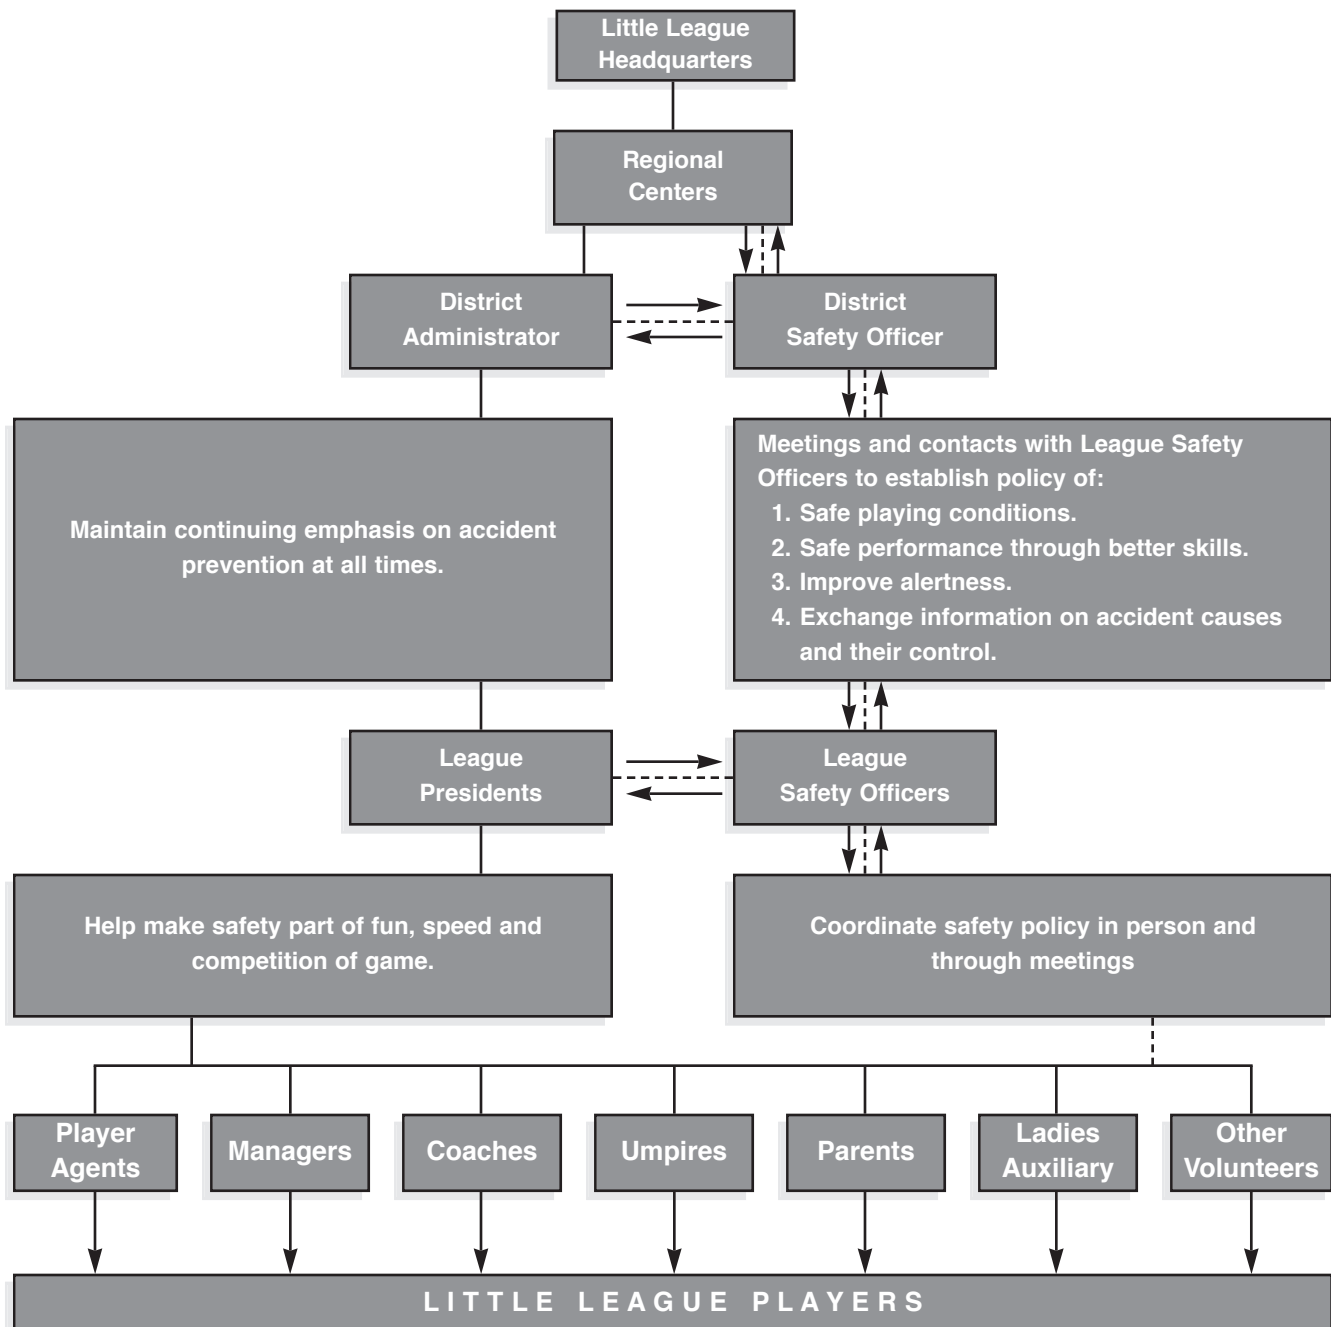 Little League
Headquarters
Regional
Centers
District
Administrator
District
Safety Officer
Maintain continuing emphasis on accident
prevention at all times.
Meetings and contacts with League Safety
Officers to establish policy of:
1. Safe playing conditions.
2. Safe performance through better skills.
3. Improve alertness.
4. Exchange information on accident causes
and their control.
League
Presidents
League
Safety Officers
Help make safety part of fun, speed and
competition of game.
Coordinate safety policy in person and
through meetings
Player
Agents
Managers
Coaches
Umpires
Parents
Ladies
Auxiliary
Other
Volunteers
LITTLE LEAGUE PLAYERS